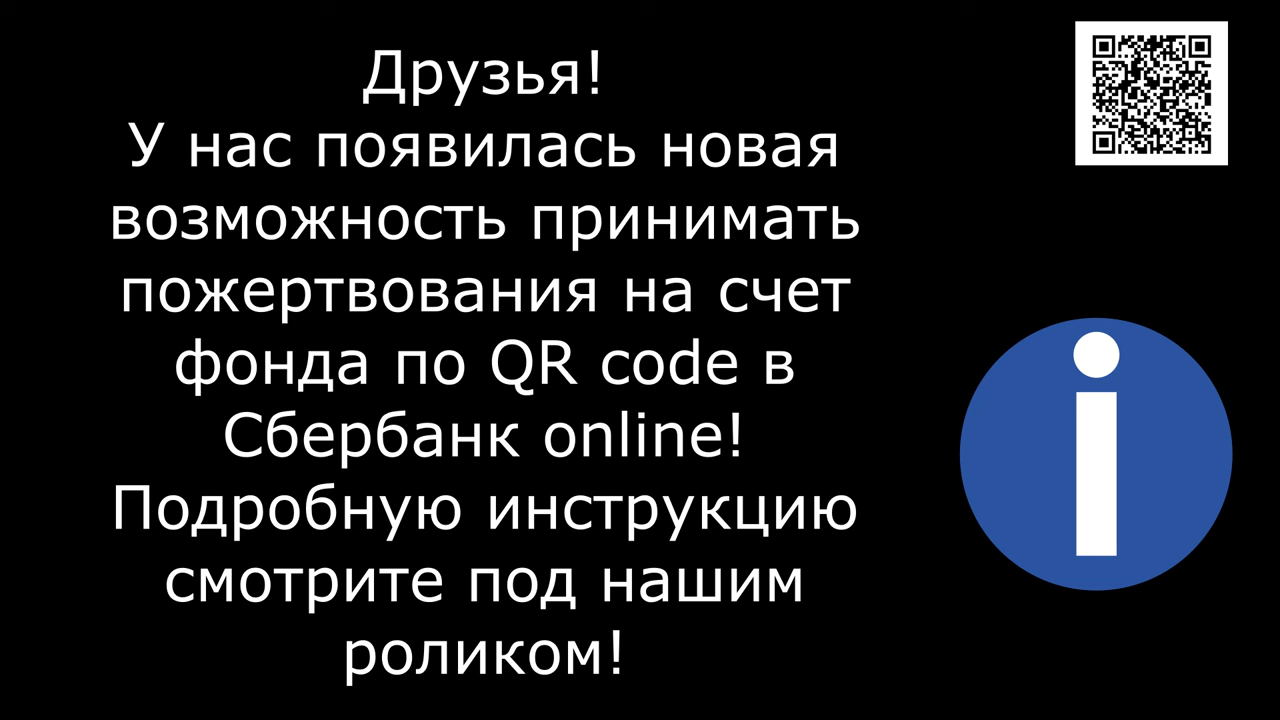 Друзья!
У нас появилась новая
возможность принимать
пожертвования на счет
фонда по QR code в
Сбербанк online!
Подробную инструкцию
смотрите под нашим
роликом!
i